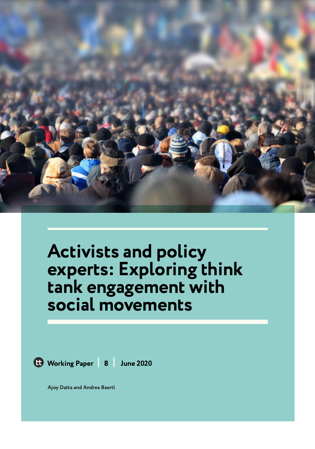 Activists and policy
experts: Exploring think
tank engagement with
social movements
tt Working Paper | 8 | June 2020
Ajoy Datta and Andrea Baertl